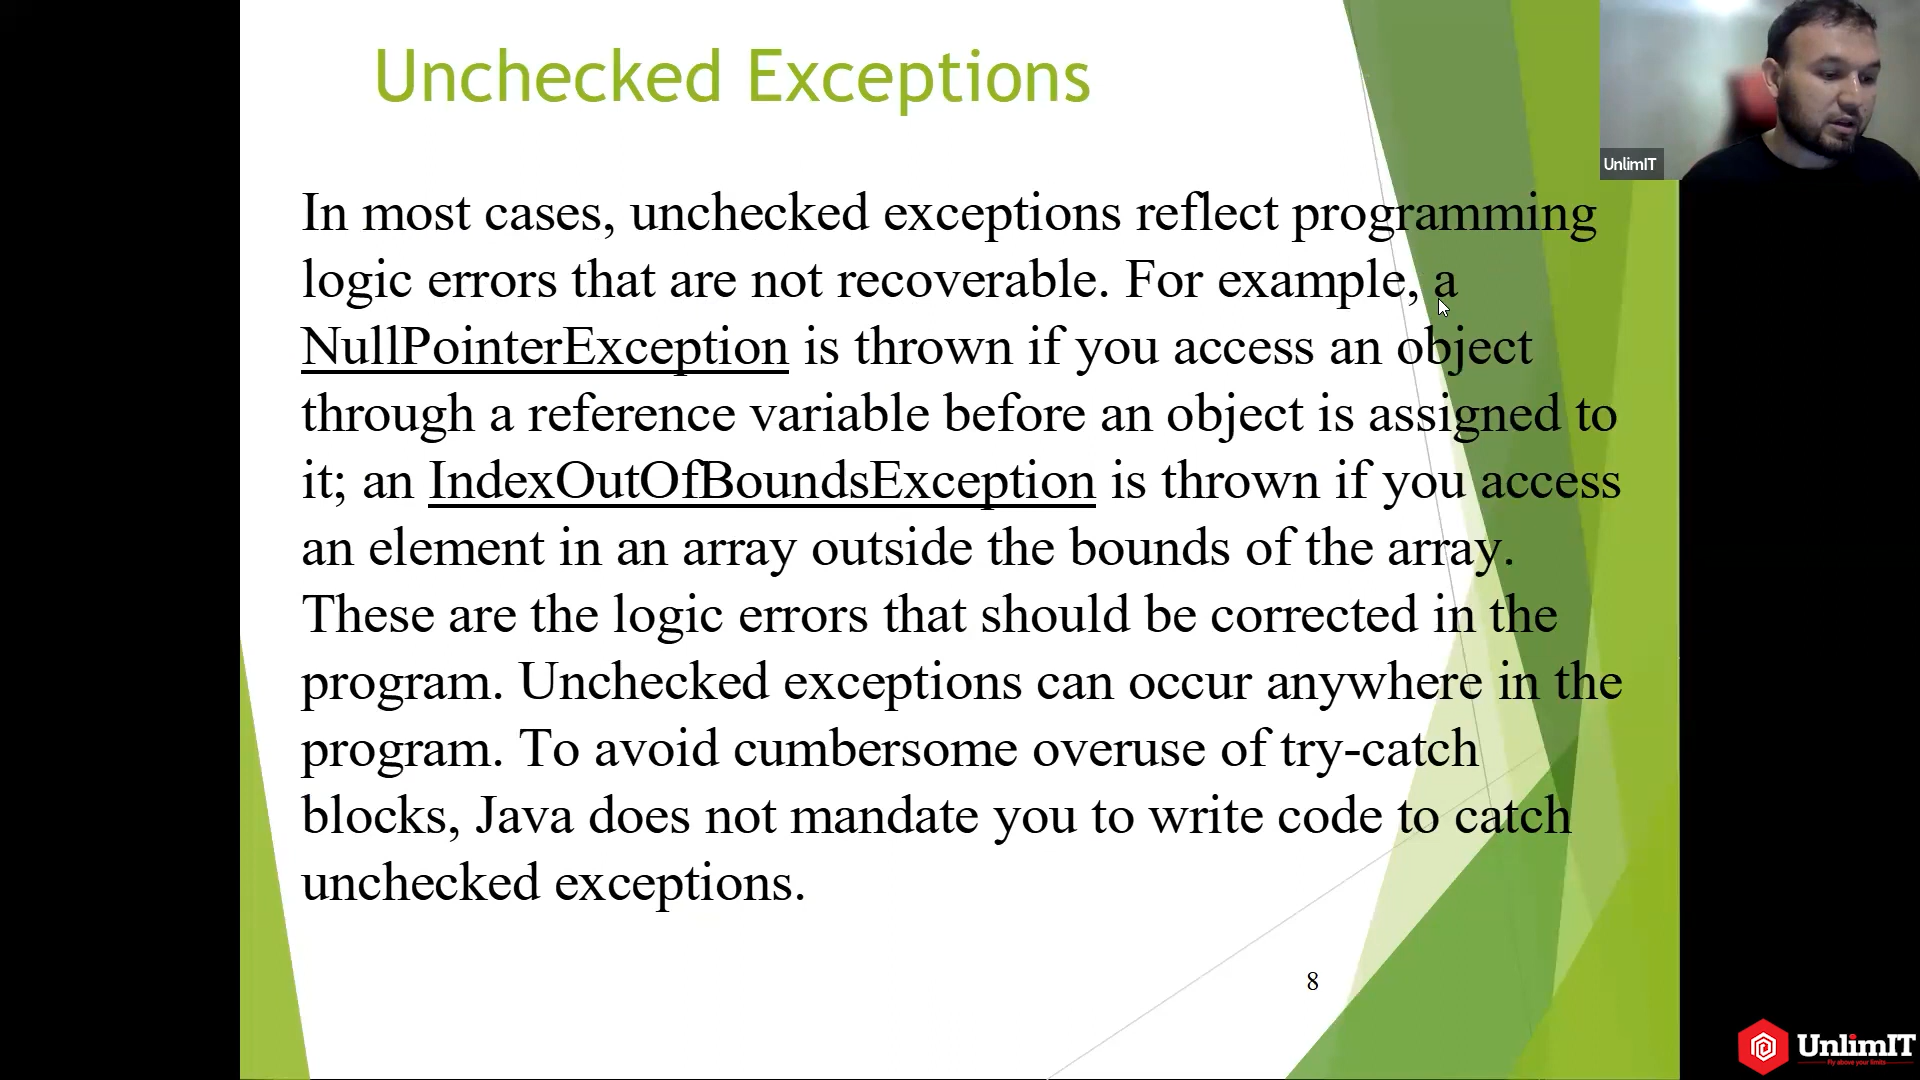 Unchecked Exceptions
UnlimIT
In most cases, unchecked exceptions reflect programming
logic errors that are not recoverable. For example, a
NullPointerException is thrown if you access an object
through a reference variable before an object is assigned to
it; an IndexOutOfBoundsException is thrown if you access
an element in an array outside the bounds of the array.
These are the logic errors that should be corrected in the
program. Unchecked exceptions can occur anywhere in the
program. To avoid cumbersome overuse of try-catch
blocks, Java does not mandate you to write code to catch
unchecked exceptions.
8
UnlimIT
Fly above your limits